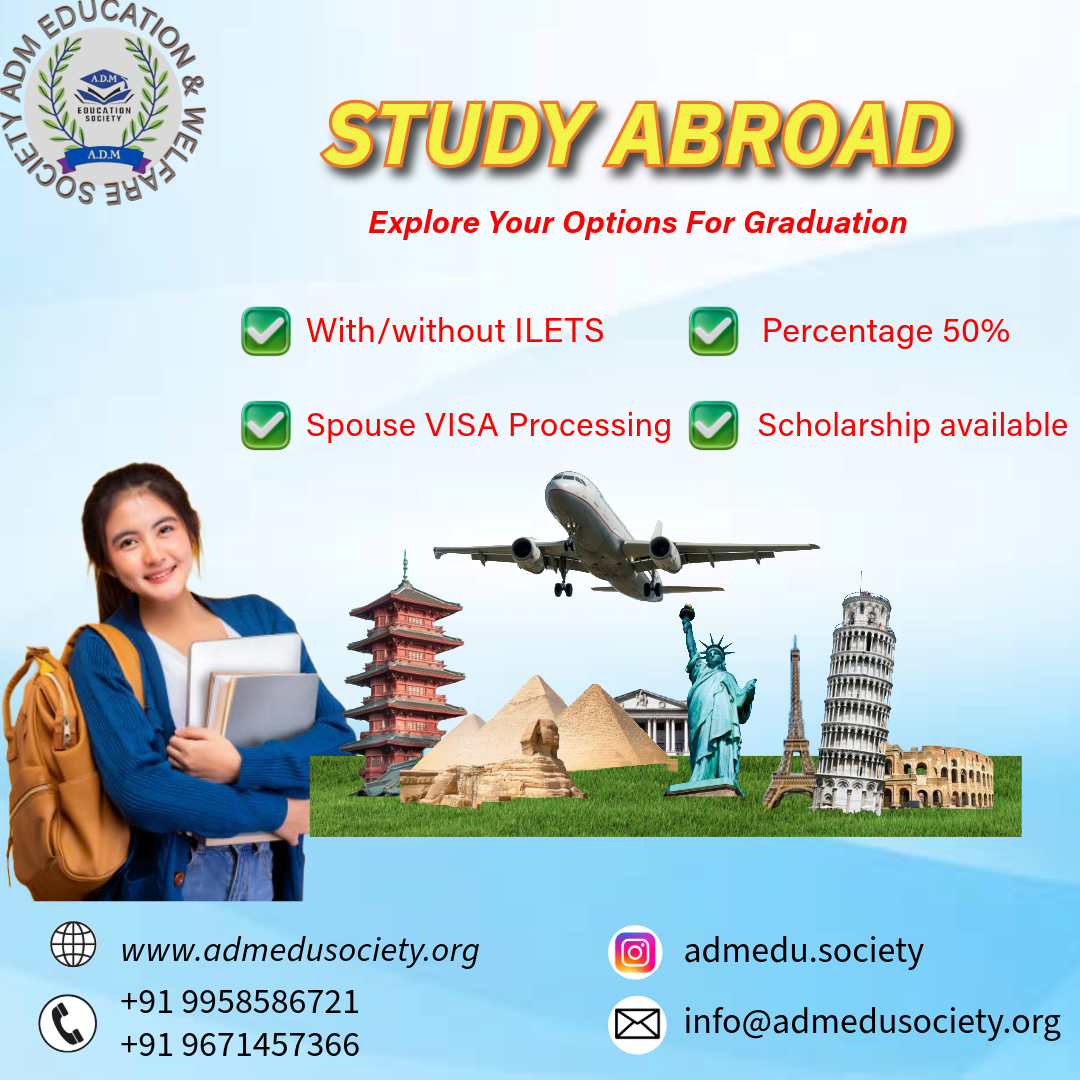 ADM EDUCATION & WELFARE SOCIETY
A.D.M
EDUCATION
SOCIETY
A.D.M
STUDY ABROAD
Explore Your Options For Graduation
With/without ILETS
Percentage 50%
Spouse VISA Processing
Scholarship available
www.admedusociety.org
admedu.society
+91 9958586721
+91 9671457366
info@admedusociety.org